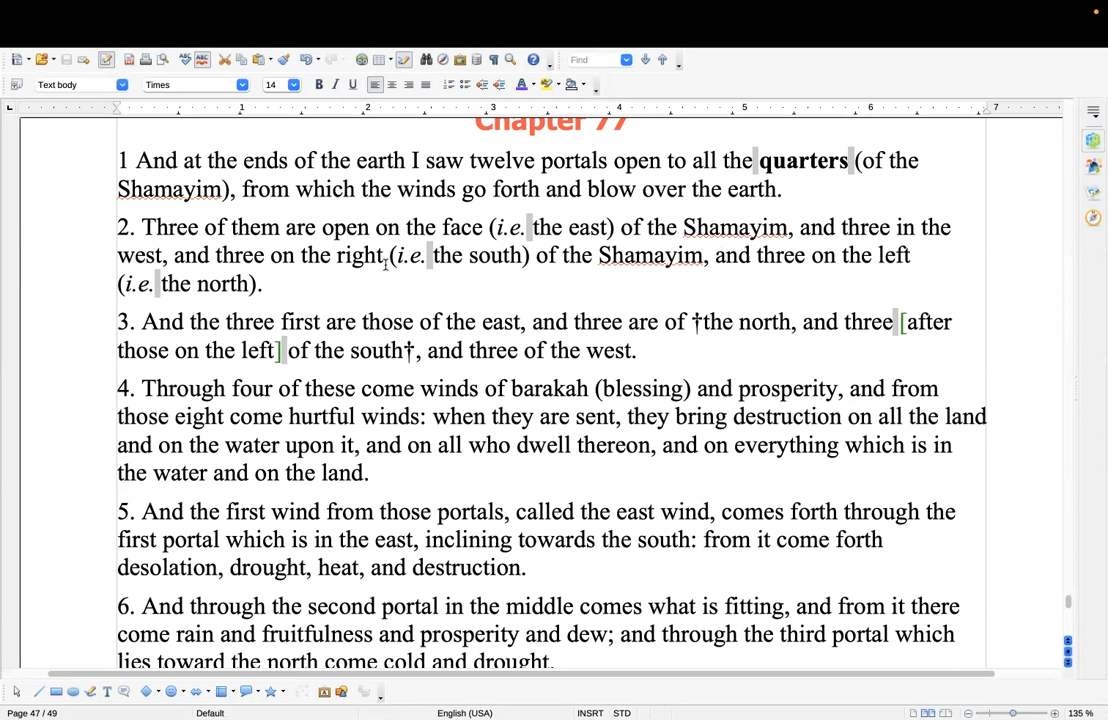 Find
Text body
Times
14
1 2 3 4 5 6 7
Chapter 77
1 And at the ends of the earth I saw twelve portals open to all the quarters (of the
Shamayim), from which the winds go forth and blow over the earth.
2. Three of them are open on the face (i.e. the east) of the Shamayim, and three in the
west, and three on the right (i.e. the south) of the Shamayim, and three on the left
(i.e. the north).
3. And the three first are those of the east, and three are of †the north, and three [after
those on the left] of the south†, and three of the west.
4. Through four of these come winds of barakah (blessing) and prosperity, and from
those eight come hurtful winds: when they are sent, they bring destruction on all the land
and on the water upon it, and on all who dwell thereon, and on everything which is in
the water and on the land.
5. And the first wind from those portals, called the east wind, comes forth through the
first portal which is in the east, inclining towards the south: from it come forth
desolation, drought, heat, and destruction.
6. And through the second portal in the middle comes what is fitting, and from it there
come rain and fruitfulness and prosperity and dew; and through the third portal which
lies toward the north come cold and drought.
Page 47 / 49
Default
English (USA)
INSRT
STD
135 %